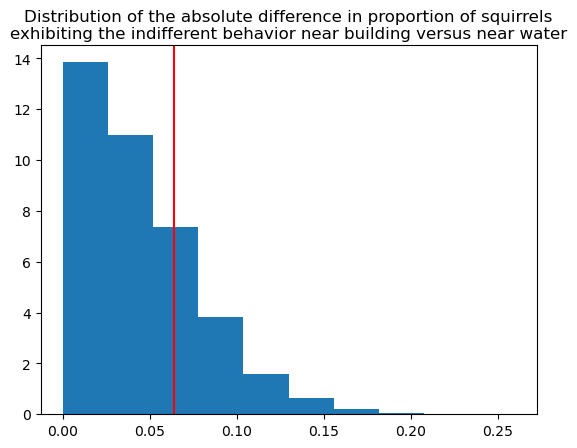 Distribution of the absolute difference in proportion of squirrels
exhibiting the indifferent behavior near building versus near water
14
12
10
8
6
4
2
0
0.00 0.05 0.10 0.15 0.20 0.25